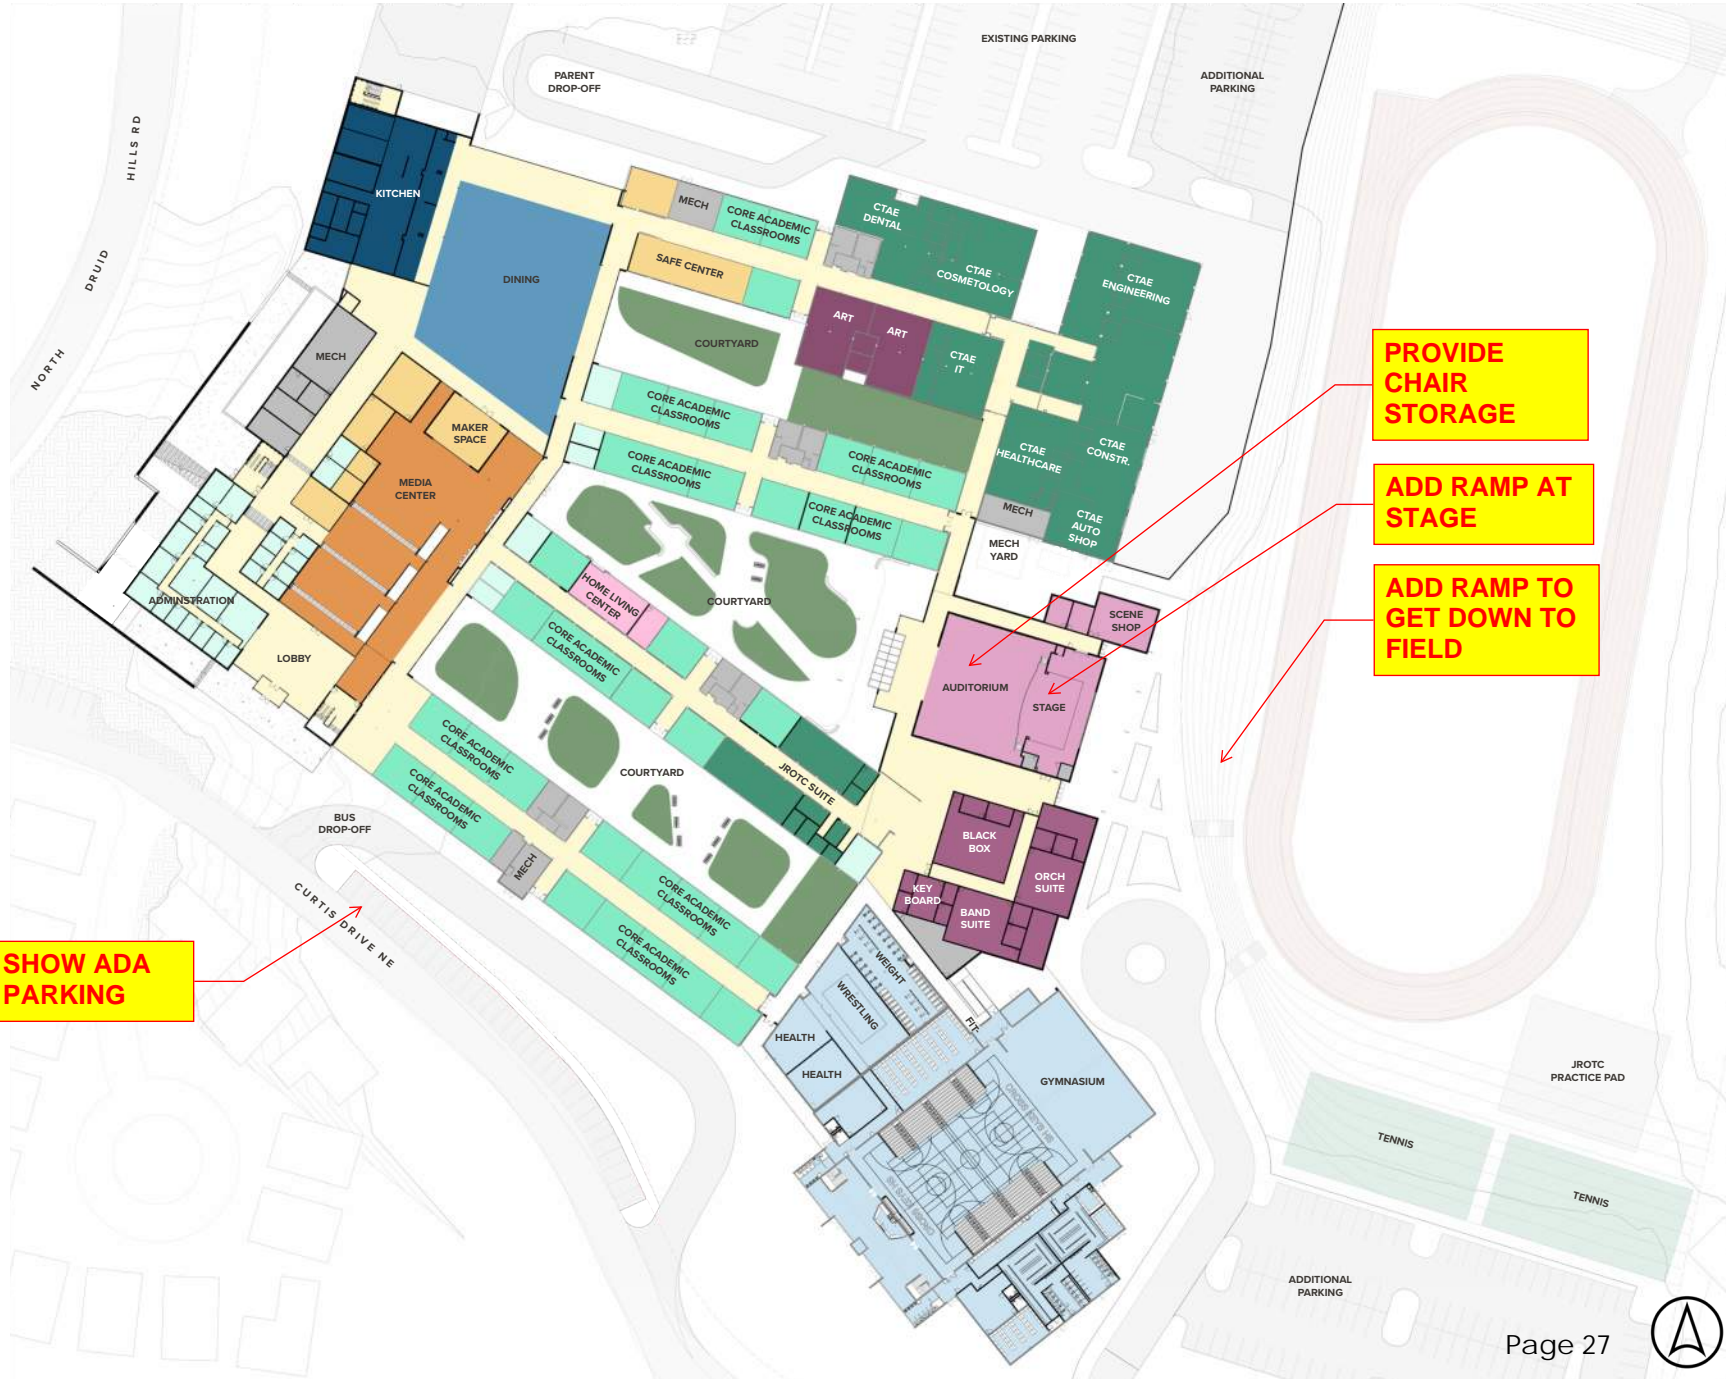 EXISTING PARKING
PARENT
DROP-OFF
ADDITIONAL
PARKING
HILLS RD
DRUID
NORTH
KITCHEN
MECH
CORE ACADEMIC
CLASSROOMS
CTAE
DENTAL
SAFE CENTER
CTAE
COSMETOLOGY
CTAE
ENGINEERING
DINING
ART
ART
COURTYARD
CTAE
IT
MECH
PROVIDE
CHAIR
STORAGE
CORE ACADEMIC
CLASSROOMS
MAKER
SPACE
CORE ACADEMIC
CLASSROOMS
CORE ACADEMIC
CLASSROOMS
CTAE
HEALTHCARE
CTAE
CONSTR.
MEDIA
CENTER
CORE ACADEMIC
CLASSROOMS
MECH
CTAE
AUTO
SHOP
ADD RAMP AT
STAGE
MECH
YARD
HOME LIVING
CENTER
COURTYARD
ADMINSTRATION
SCENE
SHOP
ADD RAMP TO
GET DOWN TO
FIELD
CORE ACADEMIC
CLASSROOMS
LOBBY
AUDITORIUM
STAGE
CORE ACADEMIC
CLASSROOMS
COURTYARD
JROTC SUITE
CORE ACADEMIC
CLASSROOMS
BUS
DROP-OFF
BLACK
BOX
MECH
ORCH
SUITE
KEY
BOARD
BAND
SUITE
CORE ACADEMIC
CLASSROOMS
CURTIS DRIVE NE
CORE ACADEMIC
CLASSROOMS
SHOW ADA
PARKING
WEIGHT
WRESTLING
FIT-
HEALTH
HEALTH
GYMNASIUM
JROTC
PRACTICE PAD
TENNIS
TENNIS
ADDITIONAL
PARKING
Page 27